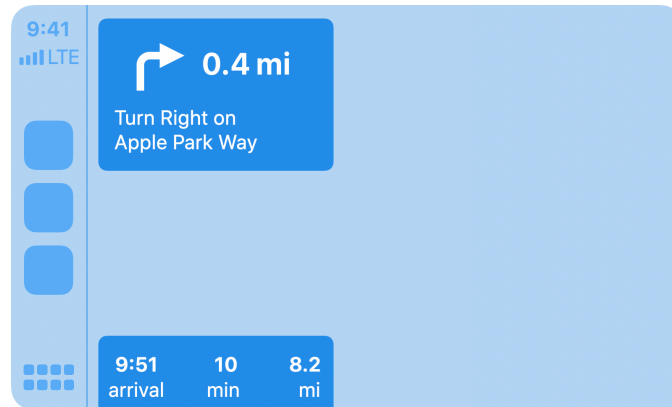 9:41
LTE
0.4 mi
Turn Right on
Apple Park Way
9:51 10 8.2
arrival min mi